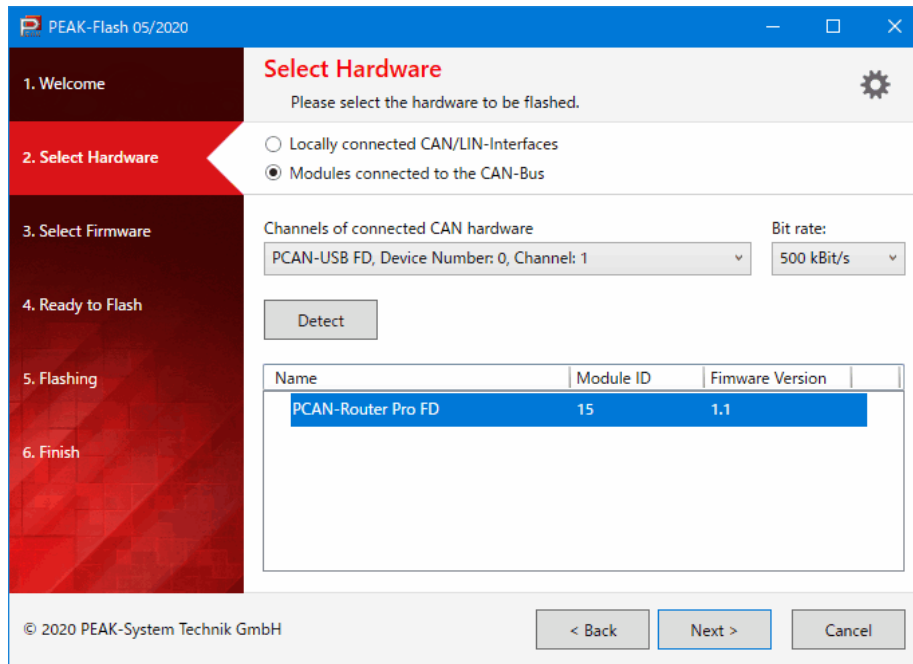 PEAK-Flash 05/2020
1. Welcome
2. Select Hardware
3. Select Firmware
4. Ready to Flash
5. Flashing
6. Finish
Select Hardware
Please select the hardware to be flashed.
Locally connected CAN/LIN-Interfaces
Modules connected to the CAN-Bus
Channels of connected CAN hardware Bit rate:
PCAN-USB FD, Device Number: 0, Channel: 1 500 kBit/s
Detect
Name Module ID Fimware Version
PCAN-Router Pro FD 15 1.1
© 2020 PEAK-System Technik GmbH < Back Next > Cancel